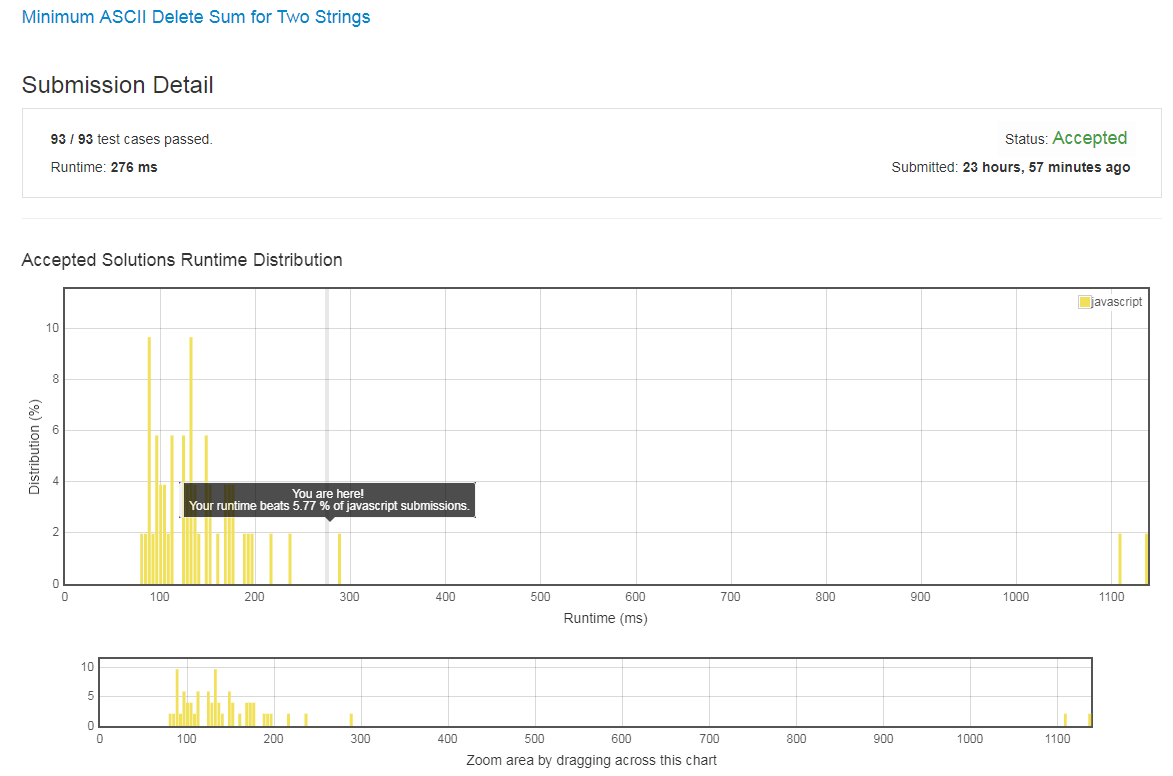 Minimum ASCII Delete Sum for Two Strings
Submission Detail
93 / 93 test cases passed.
Status: Accepted
Runtime: 276 ms
Submitted: 23 hours, 57 minutes ago
Accepted Solutions Runtime Distribution
javascript
10
8
6
4
2
0
Distribution (%)
You are here!
Your runtime beats 5.77 % of javascript submissions.
0 100 200 300 400 500 600 700 800 900 1000 1100
Runtime (ms)
10
5
0
0 100 200 300 400 500 600 700 800 900 1000 1100
Zoom area by dragging across this chart